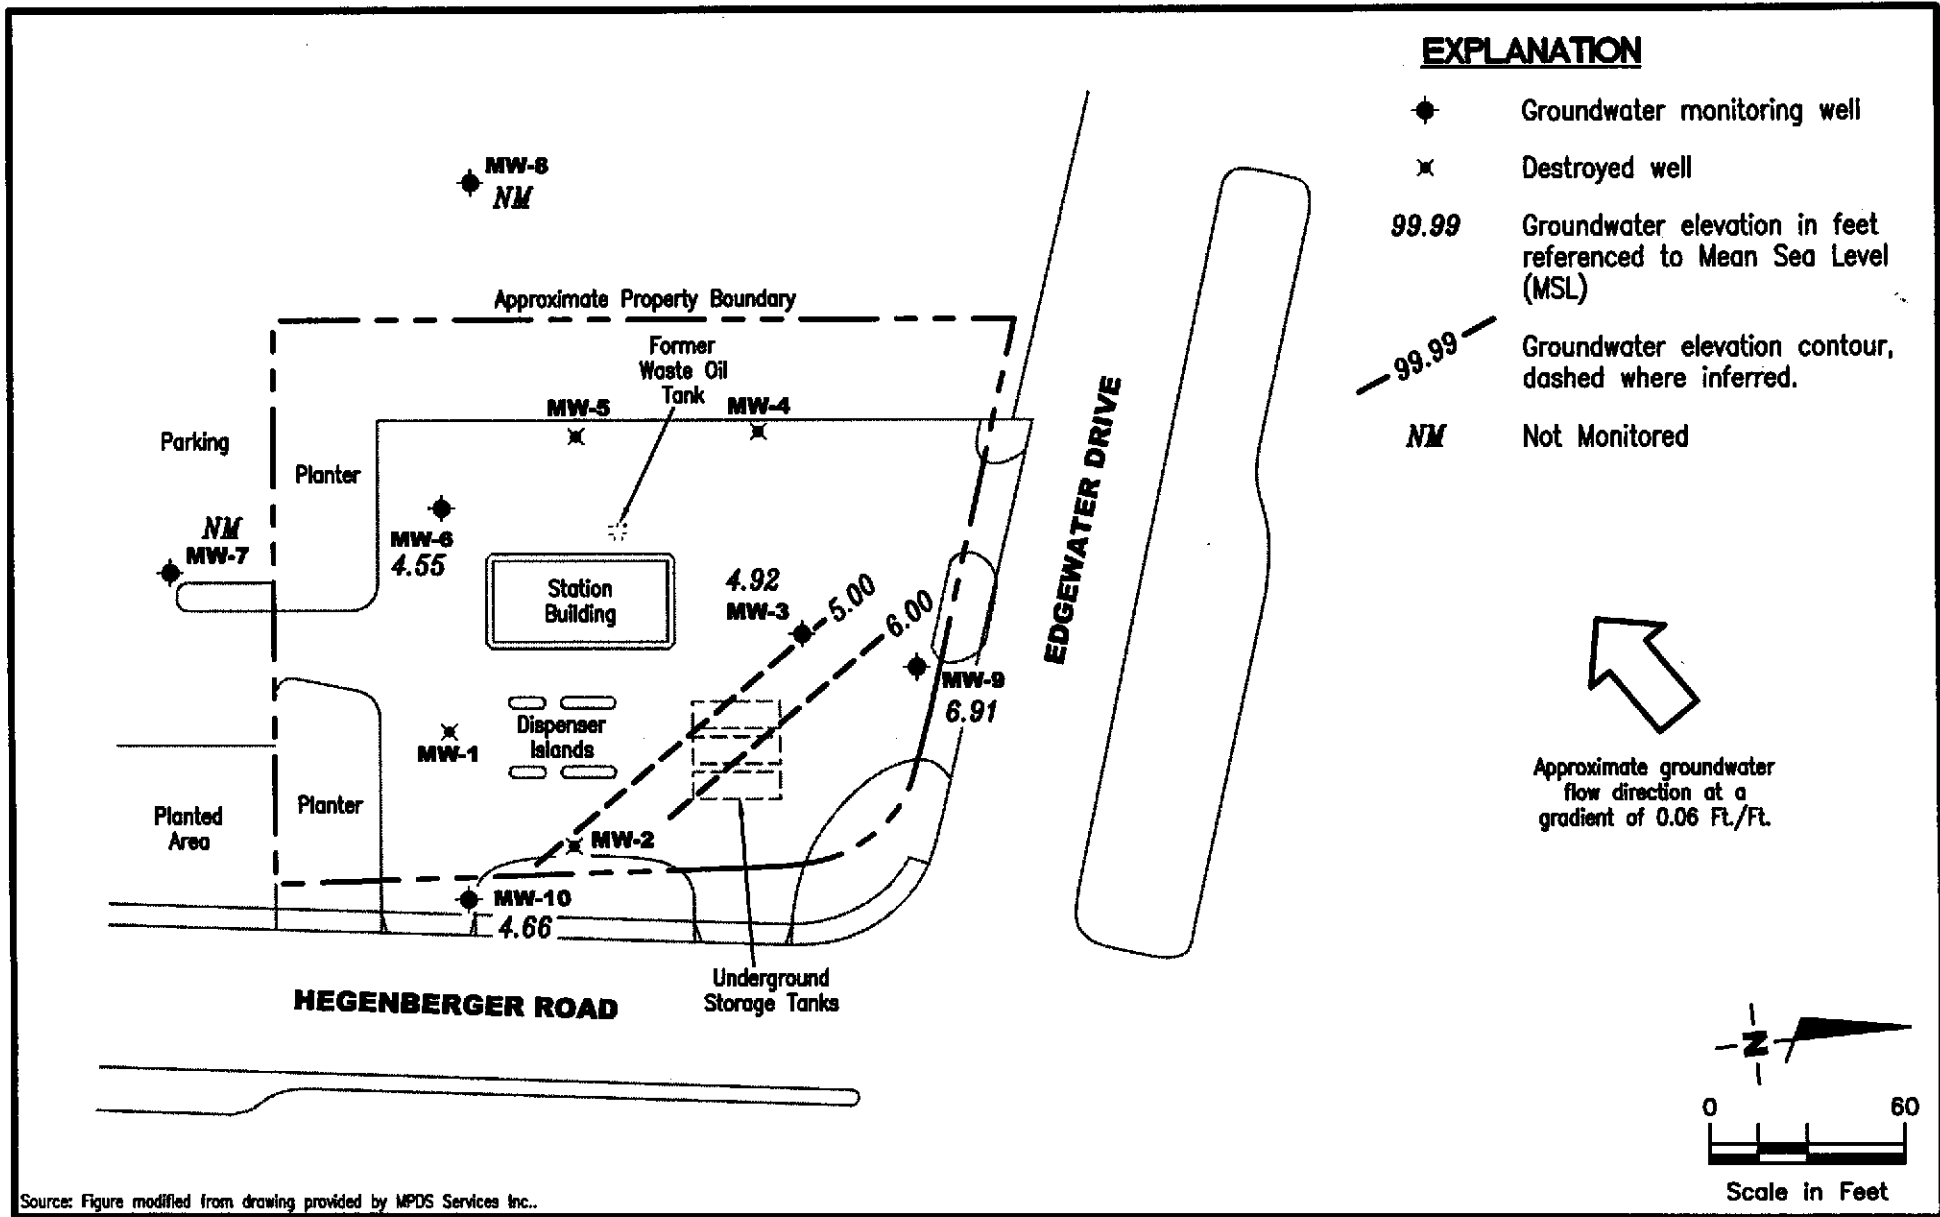 EXPLANATION
Groundwater monitoring well
Destroyed well
99.99
Groundwater elevation in feet
referenced to Mean Sea Level
(MSL)
99.99
Groundwater elevation contour,
dashed where inferred.
NM
Not Monitored
MW-8
NM
Approximate Property Boundary
Former
Waste Oil
Tank
MW-5
MW-4
Parking
Planter
NM
MW-7
MW-6
4.55
Station
Building
4.92
MW-3
5.00
6.00
MW-9
6.91
EDGEWATER DRIVE
MW-1
Dispenser
Islands
Planted
Area
Planter
MW-2
MW-10
4.66
Underground
Storage Tanks
HEGENBERGER ROAD
Approximate groundwater
flow direction at a
gradient of 0.06 Ft./Ft.
N
0 60
Scale in Feet
Source: Figure modified from drawing provided by MPDS Services Inc..